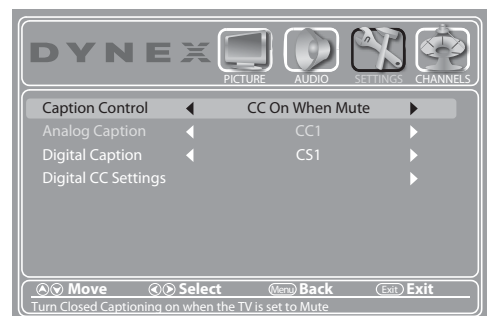 DYNEX
PICTURE AUDIO SETTINGS CHANNELS
Caption Control CC On When Mute
Analog Caption CC1
Digital Caption CS1
Digital CC Settings
Move Select Menu Back Exit Exit
Turn Closed Captioning on when the TV is set to Mute